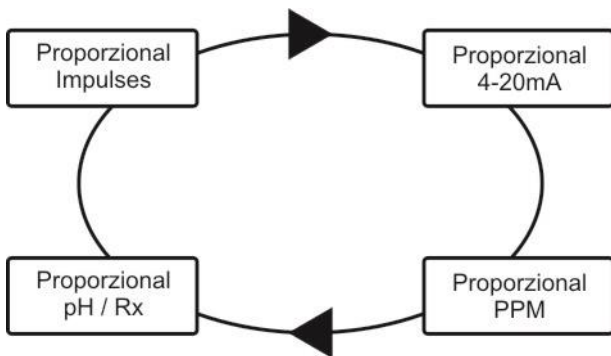 Proporzional
Impulses
Proporzional
4-20mA
Proporzional
pH / Rx
Proporzional
PPM